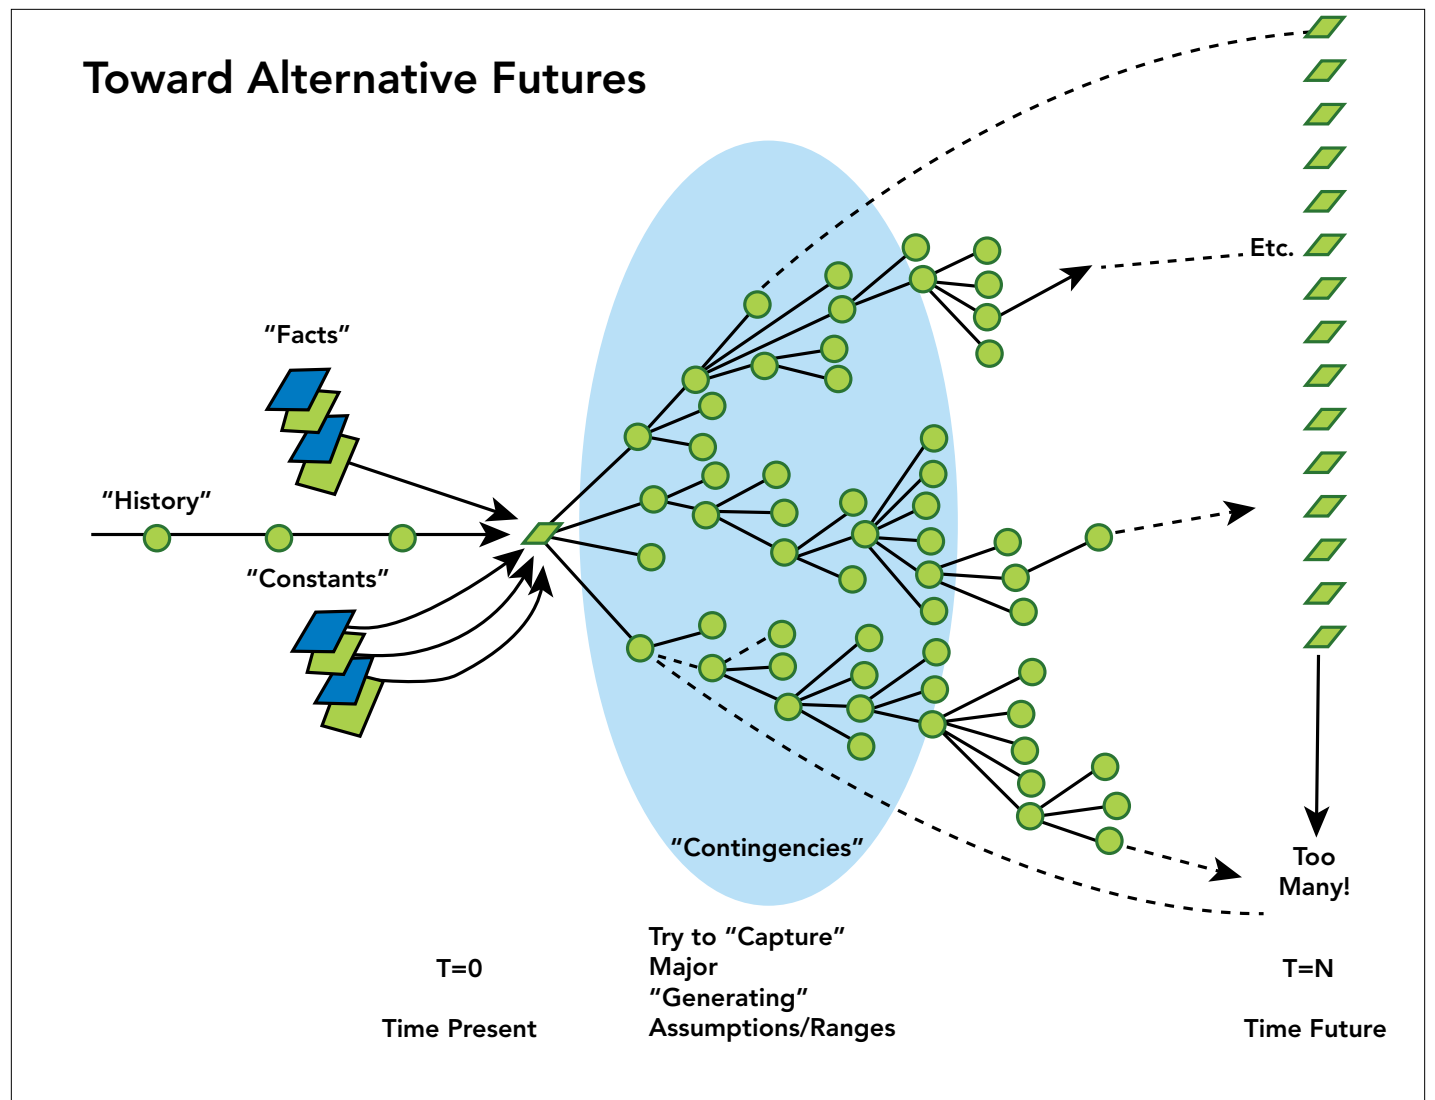 Toward Alternative Futures
Etc.
“Facts”
“History”
“Constants”
“Contingencies”
Too
Many!
Try to “Capture”
Major
“Generating”
Assumptions/Ranges
T=0
Time Present
T=N
Time Future